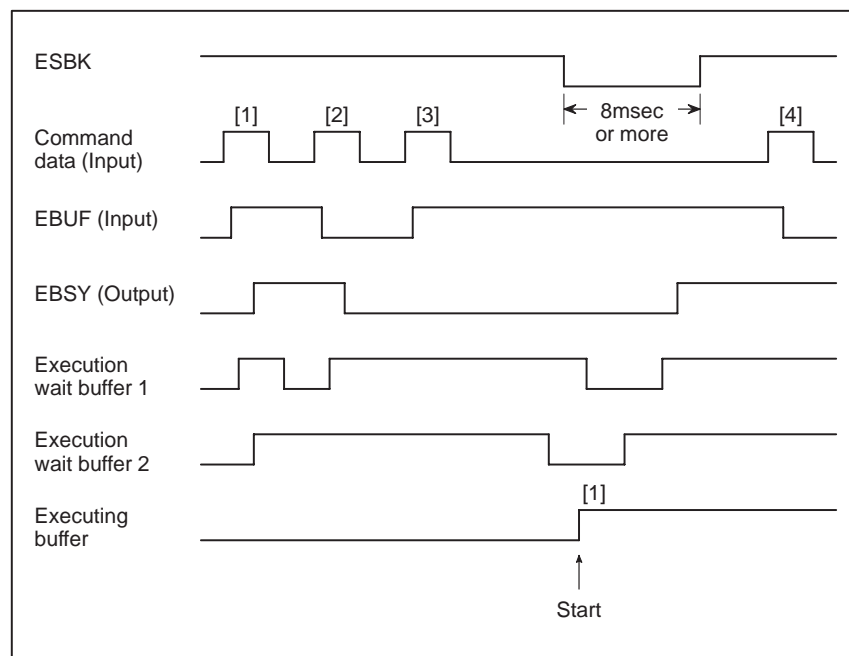 ESBK
8msec
or more
[1]
[2]
[3]
[4]
Command
data (Input)
EBUF (Input)
EBSY (Output)
Execution
wait buffer 1
Execution
wait buffer 2
[1]
Executing
buffer
Start